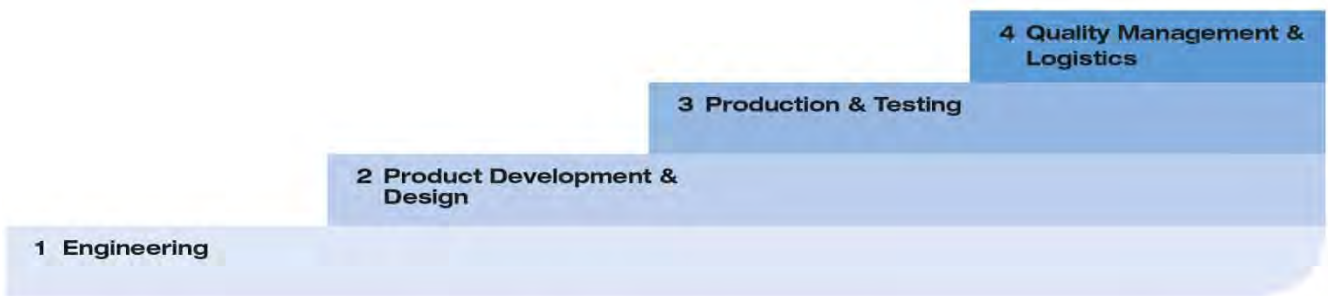 4 Quality Management &
Logistics
3 Production & Testing
2 Product Development &
Design
1 Engineering